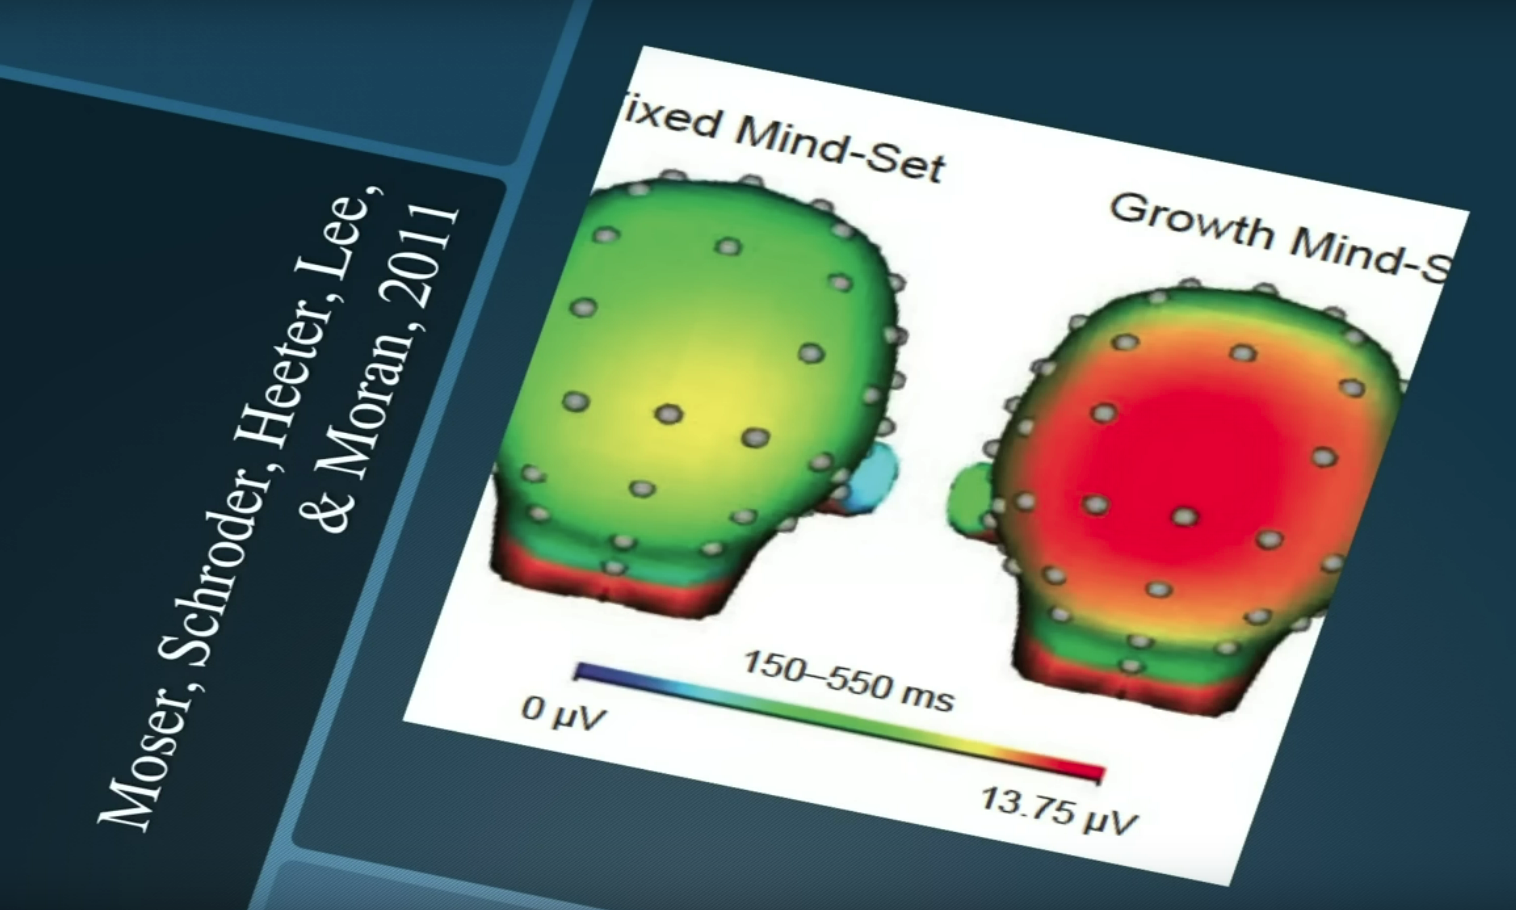 Moser, Schroder, Heeter, Lee,
& Moran, 2011
ixed Mind-Set
Growth Mind-S
150–550 ms
0 µV
13.75 µV